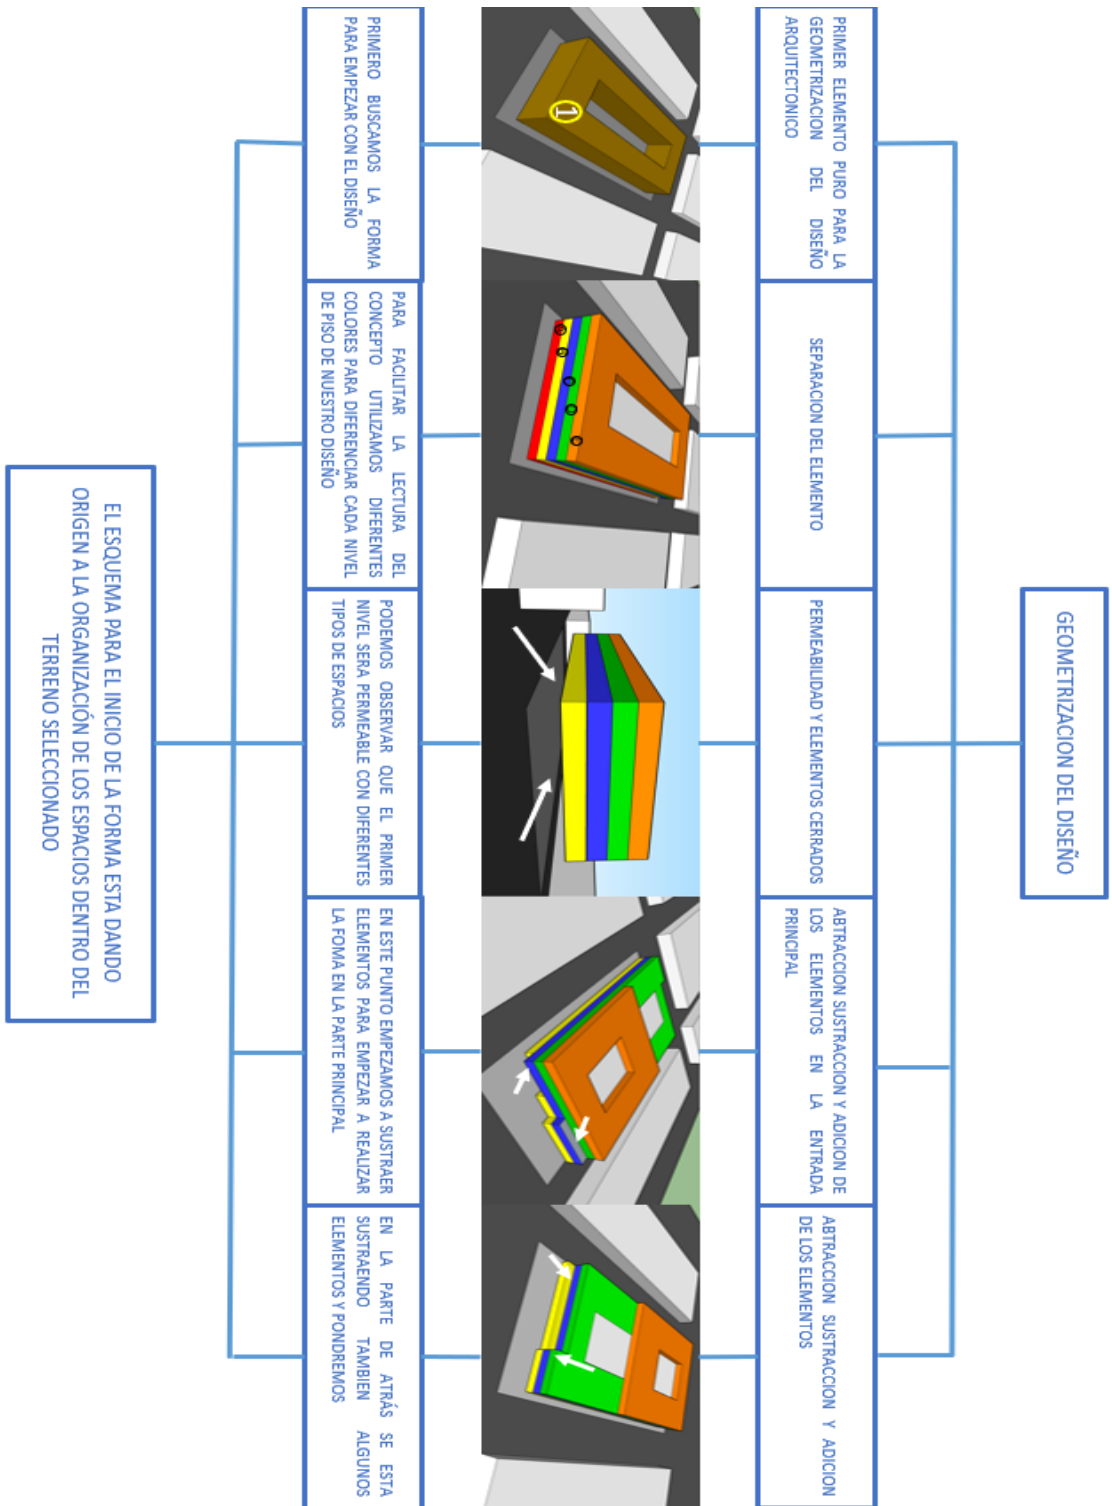 GEOMETRIZACION DEL DISEÑO
PRIMER ELEMENTO PURO PARA LA
GEOMETRIZACION DEL DISEÑO
ARQUITECTONICO
SEPARACION DEL ELEMENTO
PERMEABILIDAD Y ELEMENTOS CERRADOS
ABTRACCION SUSTRACCION Y ADICION DE
LOS ELEMENTOS EN LA ENTRADA
PRINCIPAL
ABTRACCION SUSTRACCION Y ADICION
DE LOS ELEMENTOS
1
PRIMERO BUSCAMOS LA FORMA
PARA EMPEZAR CON EL DISEÑO
PARA FACILITAR LA LECTURA DEL
CONCEPTO UTILIZAMOS DIFERENTES
COLORES PARA DIFERENCIAR CADA NIVEL
DE PISO DE NUESTRO DISEÑO
PODEMOS OBSERVAR QUE EL PRIMER
NIVEL SERA PERMEABLE CON DIFERENTES
TIPOS DE ESPACIOS
EN ESTE PUNTO EMPEZAMOS A SUSTRAER
ELEMENTOS PARA EMPEZAR A REALIZAR
LA FOMA EN LA PARTE PRINCIPAL
EN LA PARTE DE ATRÁS SE ESTA
SUSTRAENDO TAMBIEN ALGUNOS
ELEMENTOS Y PONDREMOS
EL ESQUEMA PARA EL INICIO DE LA FORMA ESTA DANDO
ORIGEN A LA ORGANIZACIÓN DE LOS ESPACIOS DENTRO DEL
TERRENO SELECCIONADO